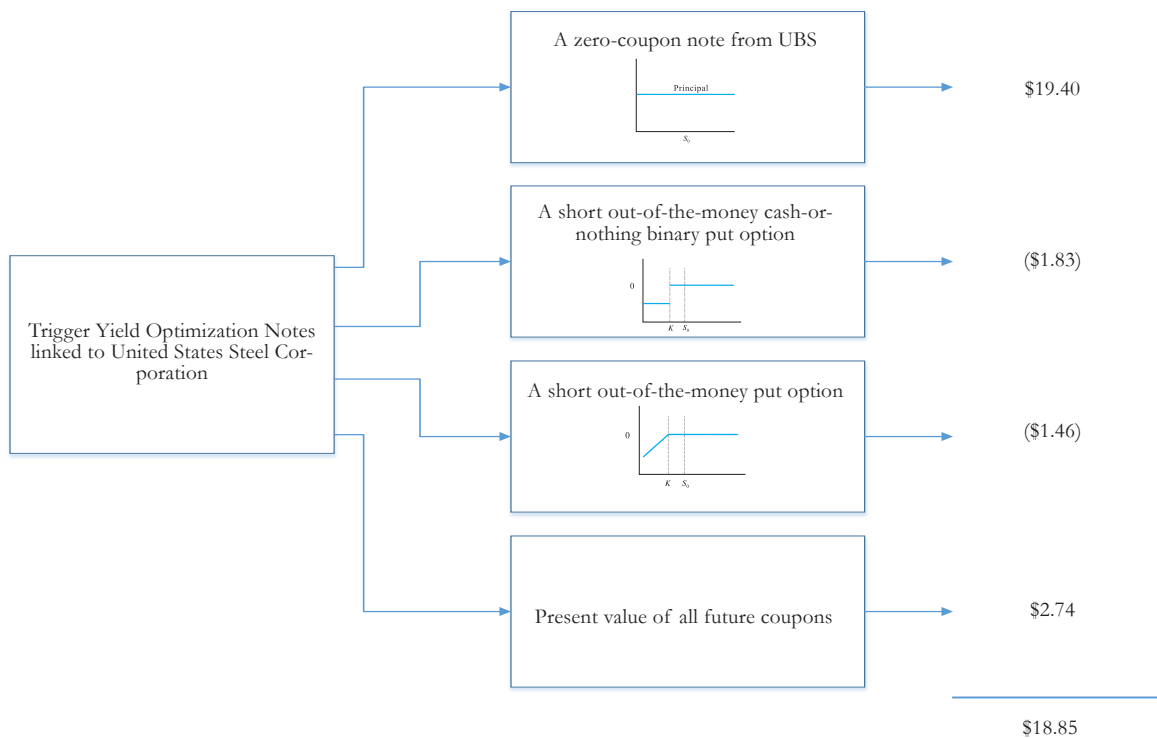 A zero-coupon note from UBS
Principal
S0
$19.40
A short out-of-the-money cash-or-
nothing binary put option
0
K S0
($1.83)
Trigger Yield Optimization Notes
linked to United States Steel Cor-
poration
A short out-of-the-money put option
0
K S0
($1.46)
Present value of all future coupons
$2.74
$18.85